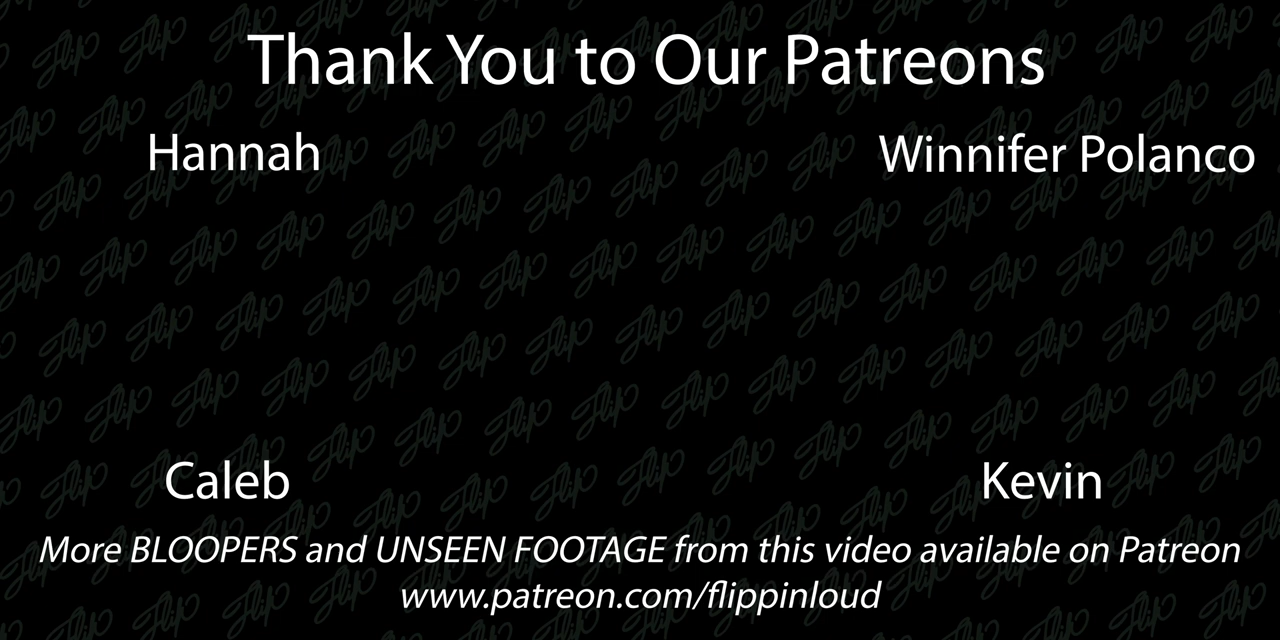 Thank You to Our Patreons
Hannah Winnifer Polanco
Caleb Kevin
More BLOOPERS and UNSEEN FOOTAGE from this video available on Patreon
www.patreon.com/flippinloud